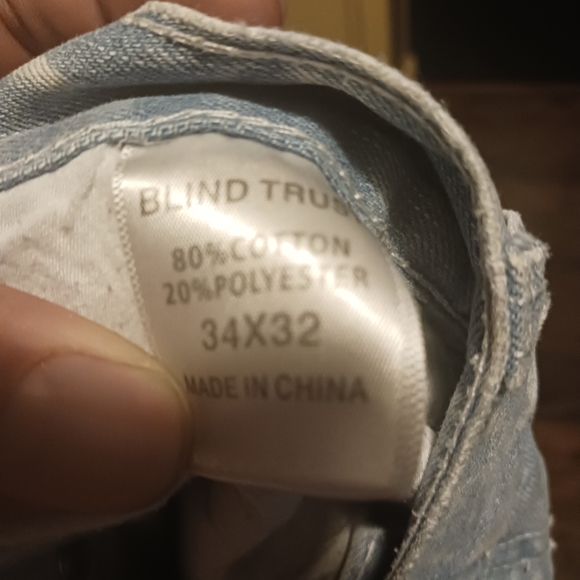 BLIND TRUS
80%COTTON
20%POLYESTER
34X32
MADE IN CHINA